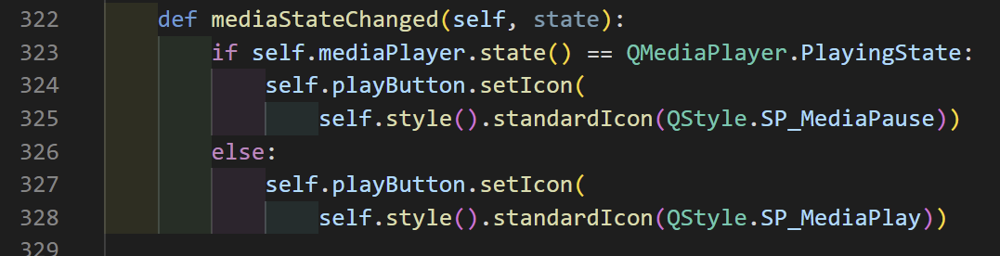 322 def mediaStateChanged(self, state):
323 if self.mediaPlayer.state() == QMediaPlayer.PlayingState:
324 self.playButton.setIcon(
325 self.style().standardIcon(QStyle.SP_MediaPause))
326 else:
327 self.playButton.setIcon(
328 self.style().standardIcon(QStyle.SP_MediaPlay))
329